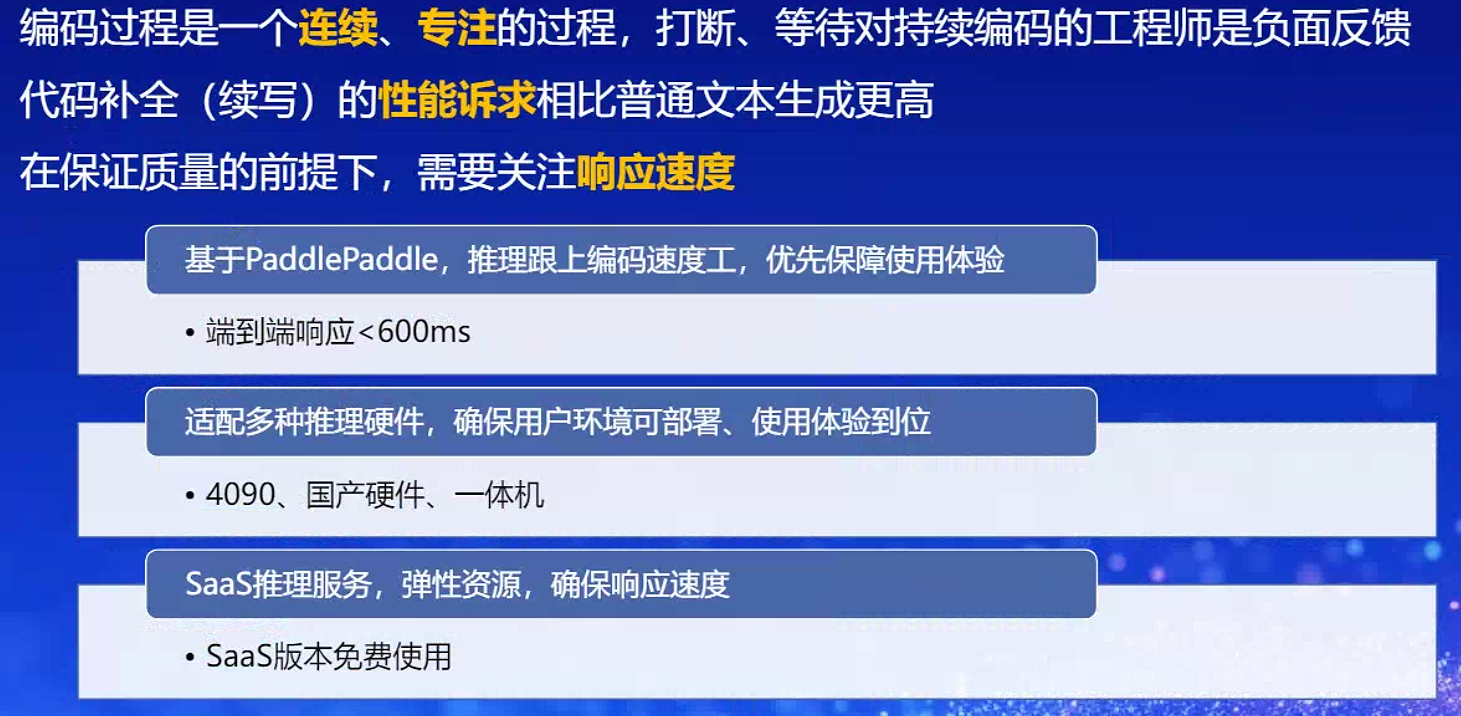 编码过程是一个连续、专注的过程，打断、等待对持续编码的工程师是负面反馈
代码补全（续写）的性能诉求相比普通文本生成更高
在保证质量的前提下，需要关注响应速度
基于PaddlePaddle，推理跟上编码速度工，优先保障使用体验
• 端到端响应<600ms
适配多种推理硬件，确保用户环境可部署、使用体验到位
• 4090、国产硬件、一体机
SaaS推理服务，弹性资源，确保响应速度
• SaaS版本免费使用